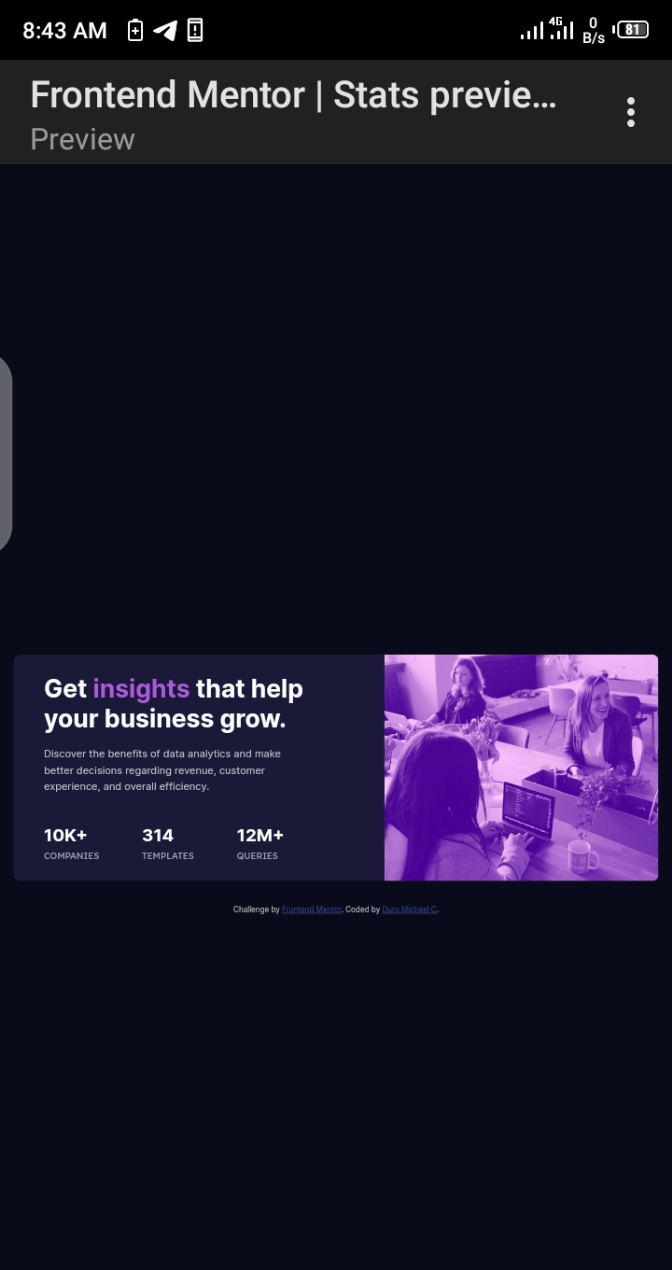 8:43 AM
4G
0
B/s
81
Frontend Mentor | Stats previe...
Preview
Get insights that help
your business grow.
Discover the benefits of data analytics and make
better decisions regarding revenue, customer
experience, and overall efficiency.
10K+ 314 12M+
COMPANIES TEMPLATES QUERIES
Challenge by Frontend Mentor. Coded by Duru Michael C.